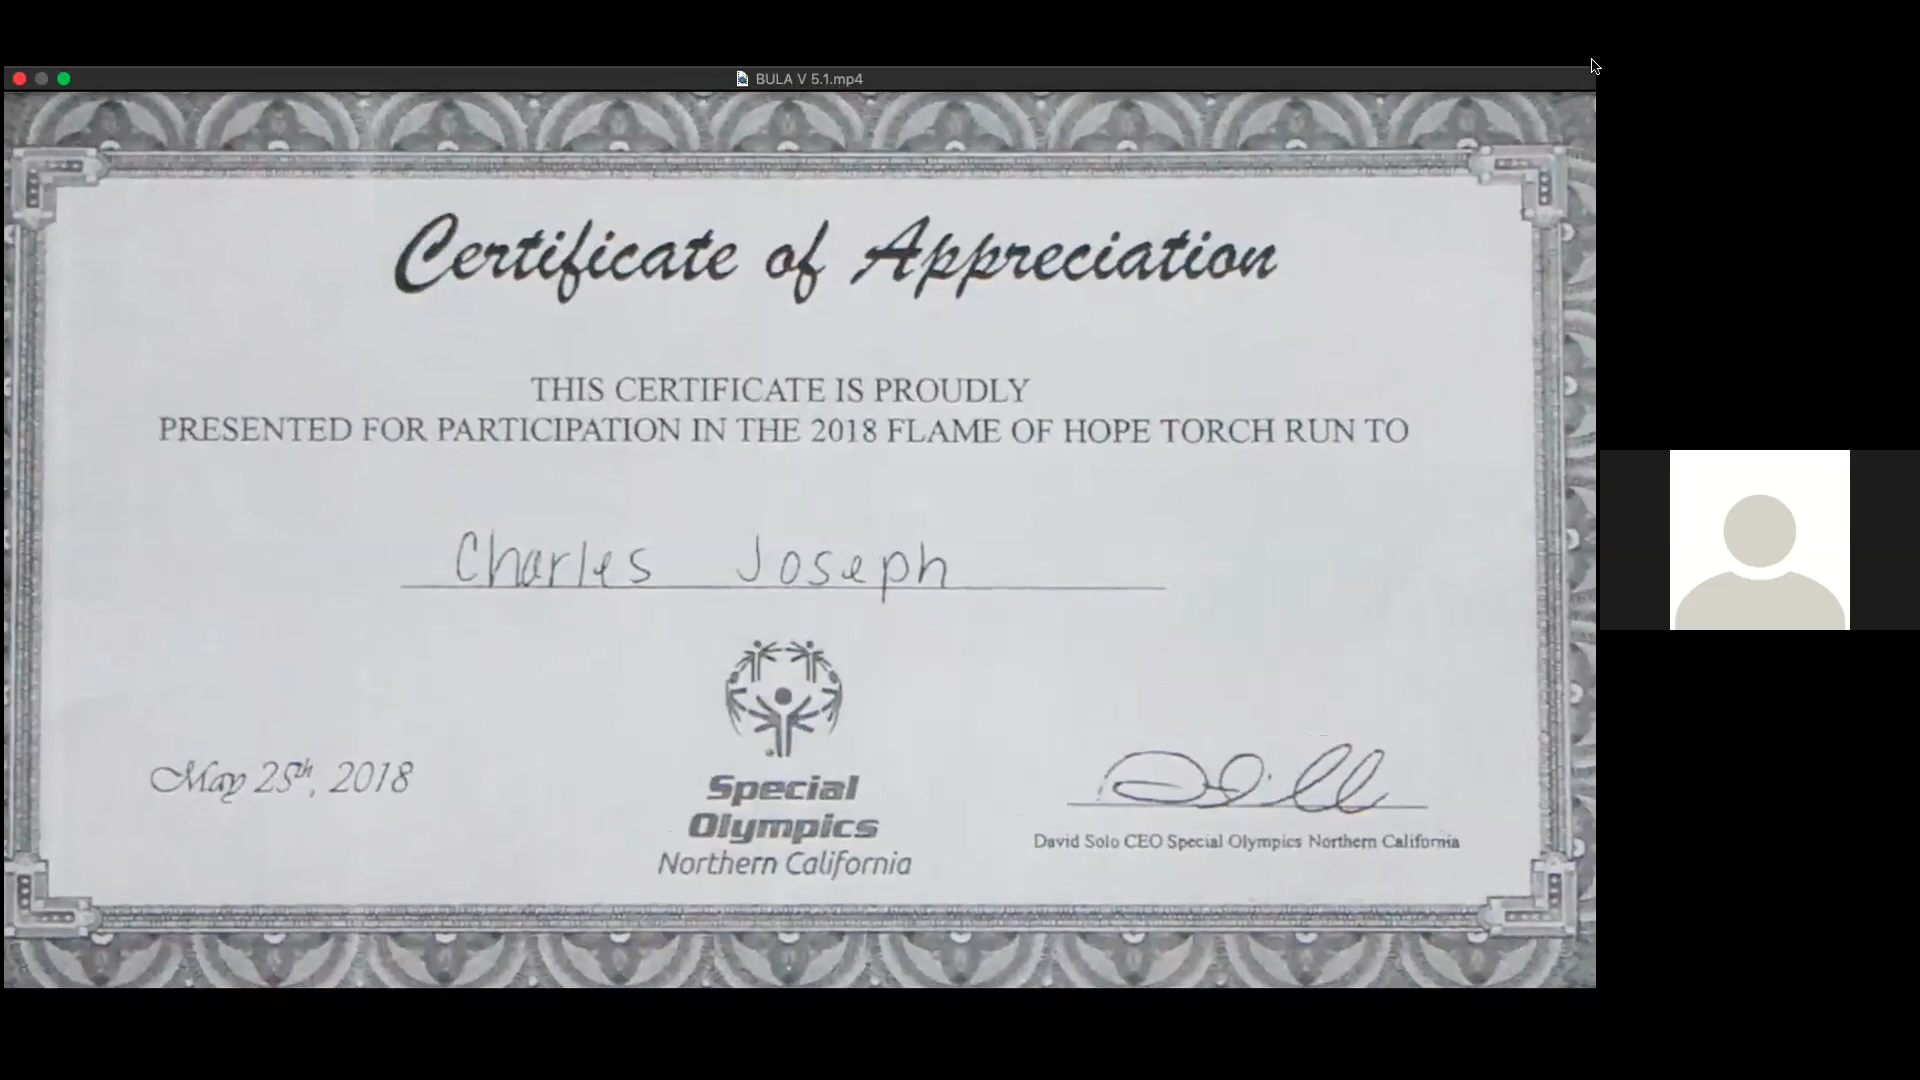 BULA V 5.1.mp4
Certificate of Appreciation
THIS CERTIFICATE IS PROUDLY
PRESENTED FOR PARTICIPATION IN THE 2018 FLAME OF HOPE TORCH RUN TO
Charles Joseph
May 25th, 2018
Special
Olympics
Northern California
David Solo CEO Special Olympics Northern California